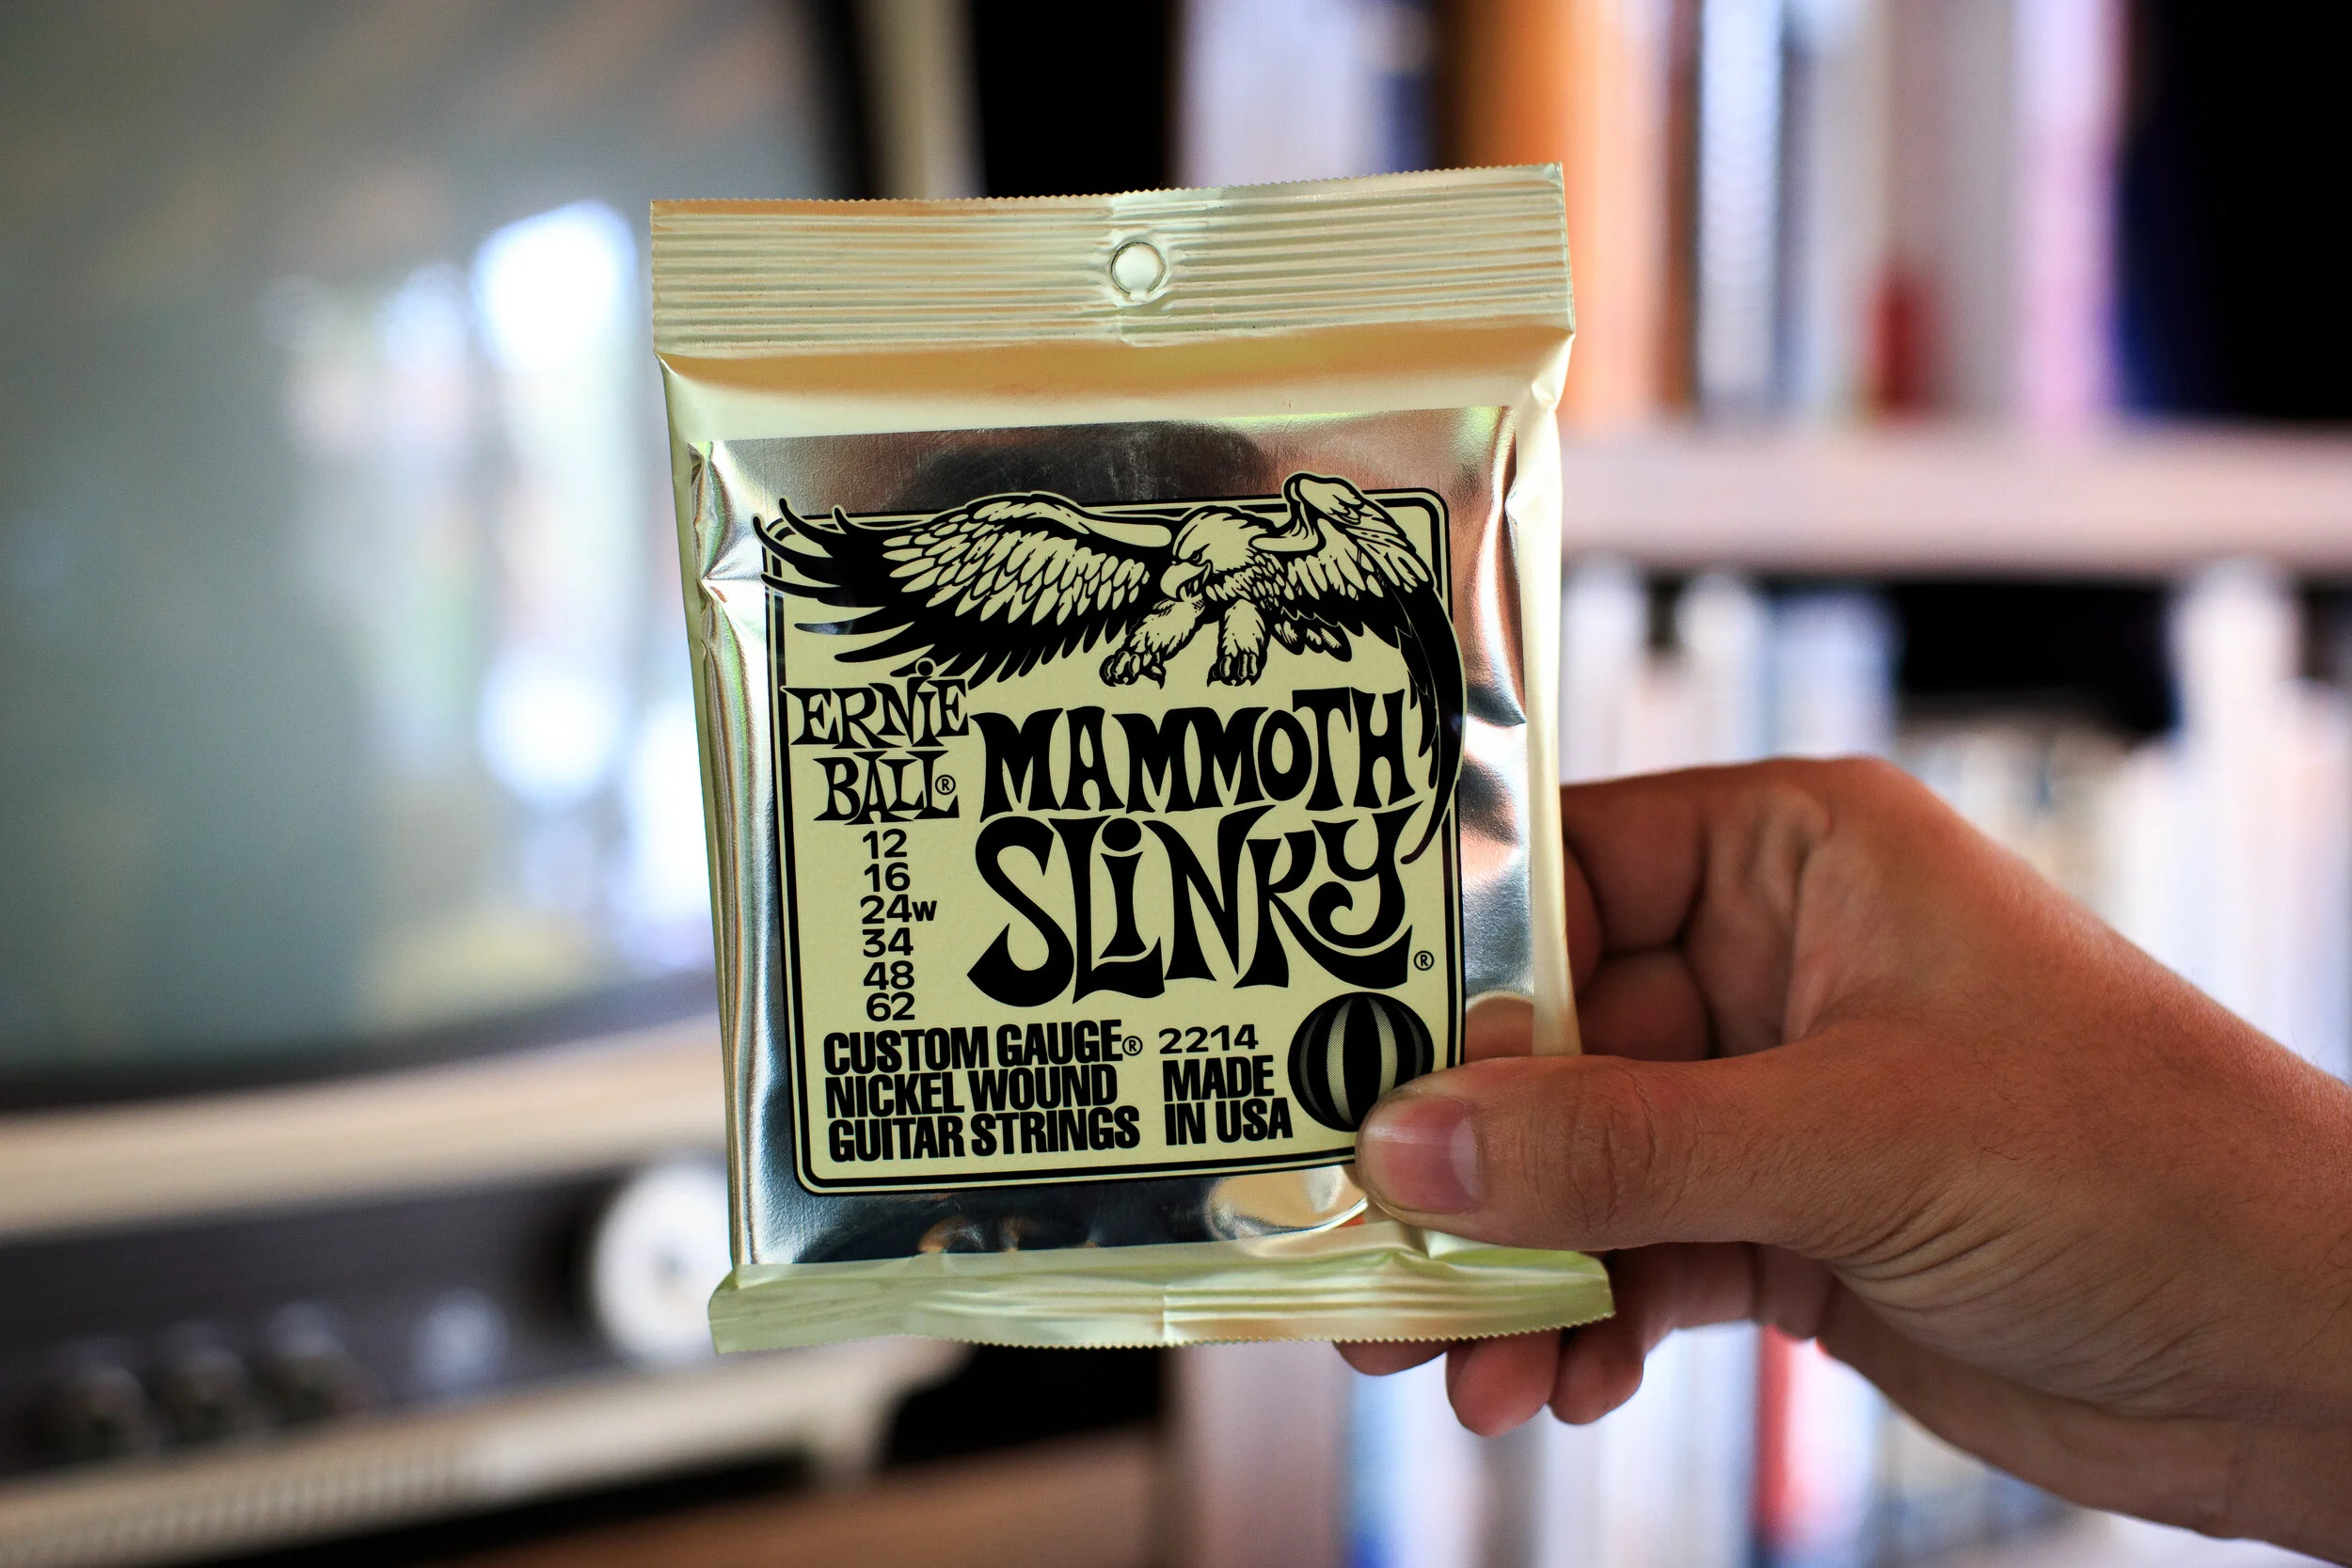 ERNiE
BALL®
MAMMOTH
SLiNKY®
12
16
24w
34
48
62
CUSTOM GAUGE®
NICKEL WOUND
GUITAR STRINGS
2214
MADE
IN USA